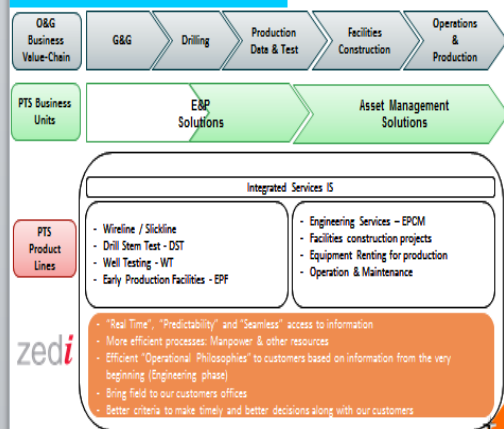 O&G
Business
Value-Chain
G&G
Drilling
Production
Data & Test
Facilities
Construction
Operations
&
Production
PTS Business
Units
E&P
Solutions
Asset Management
Solutions
PTS
Product
Lines
Integrated Services IS
- Wireline / Slickline
- Drill Stem Test - DST
- Well Testing - WT
- Early Production Facilities - EPF
- Engineering Services – EPCM
- Facilities construction projects
- Equipment Renting for production
- Operation & Maintenance
zedi
- "Real Time", "Predictability" and "Seamless" access to information
- More efficient processes: Manpower & other resources
- Efficient "Operational Philosophies" to customers based on information from the very
beginning (Engineering phase)
- Bring field to our customers offices
- Better criteria to make timely and better decisions along with our customers